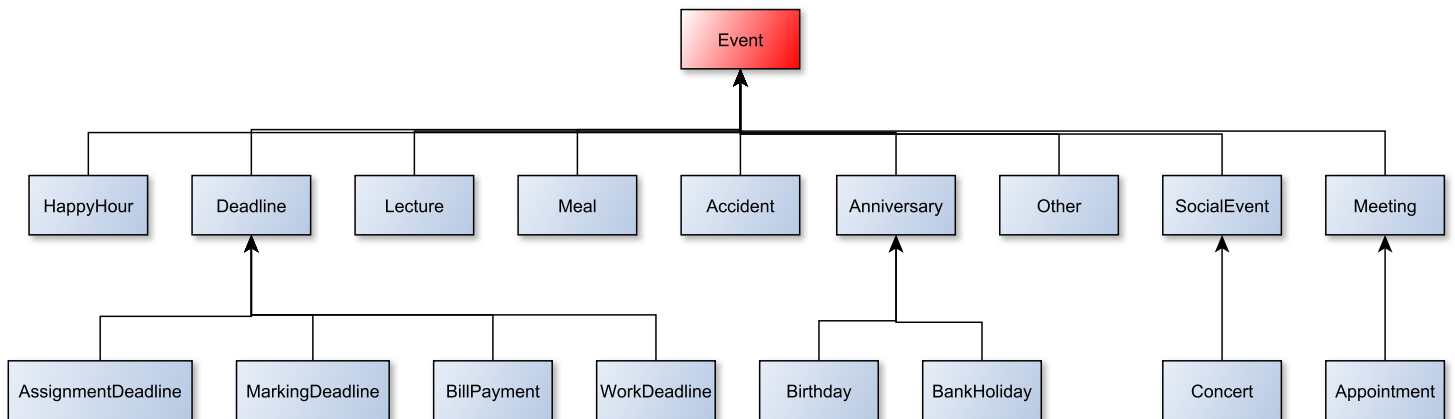 Event
HappyHour
Deadline
Lecture
Meal
Accident
Anniversary
Other
SocialEvent
Meeting
AssignmentDeadline
MarkingDeadline
BillPayment
WorkDeadline
Birthday
BankHoliday
Concert
Appointment